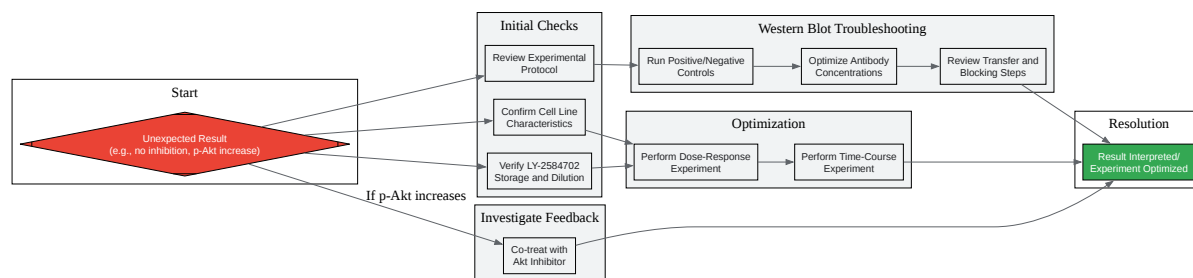 Start
Unexpected Result
(e.g., no inhibition, p-Akt increase)
If p-Akt increases
Initial Checks
Review Experimental
Protocol
Confirm Cell Line
Characteristics
Verify LY-2584702
Storage and Dilution
Investigate Feedback
Co-treat with
Akt Inhibitor
Western Blot Troubleshooting
Run Positive/Negative
Controls
Optimize Antibody
Concentrations
Review Transfer and
Blocking Steps
Optimization
Perform Dose-Response
Experiment
Perform Time-Course
Experiment
Resolution
Result Interpreted/
Experiment Optimized